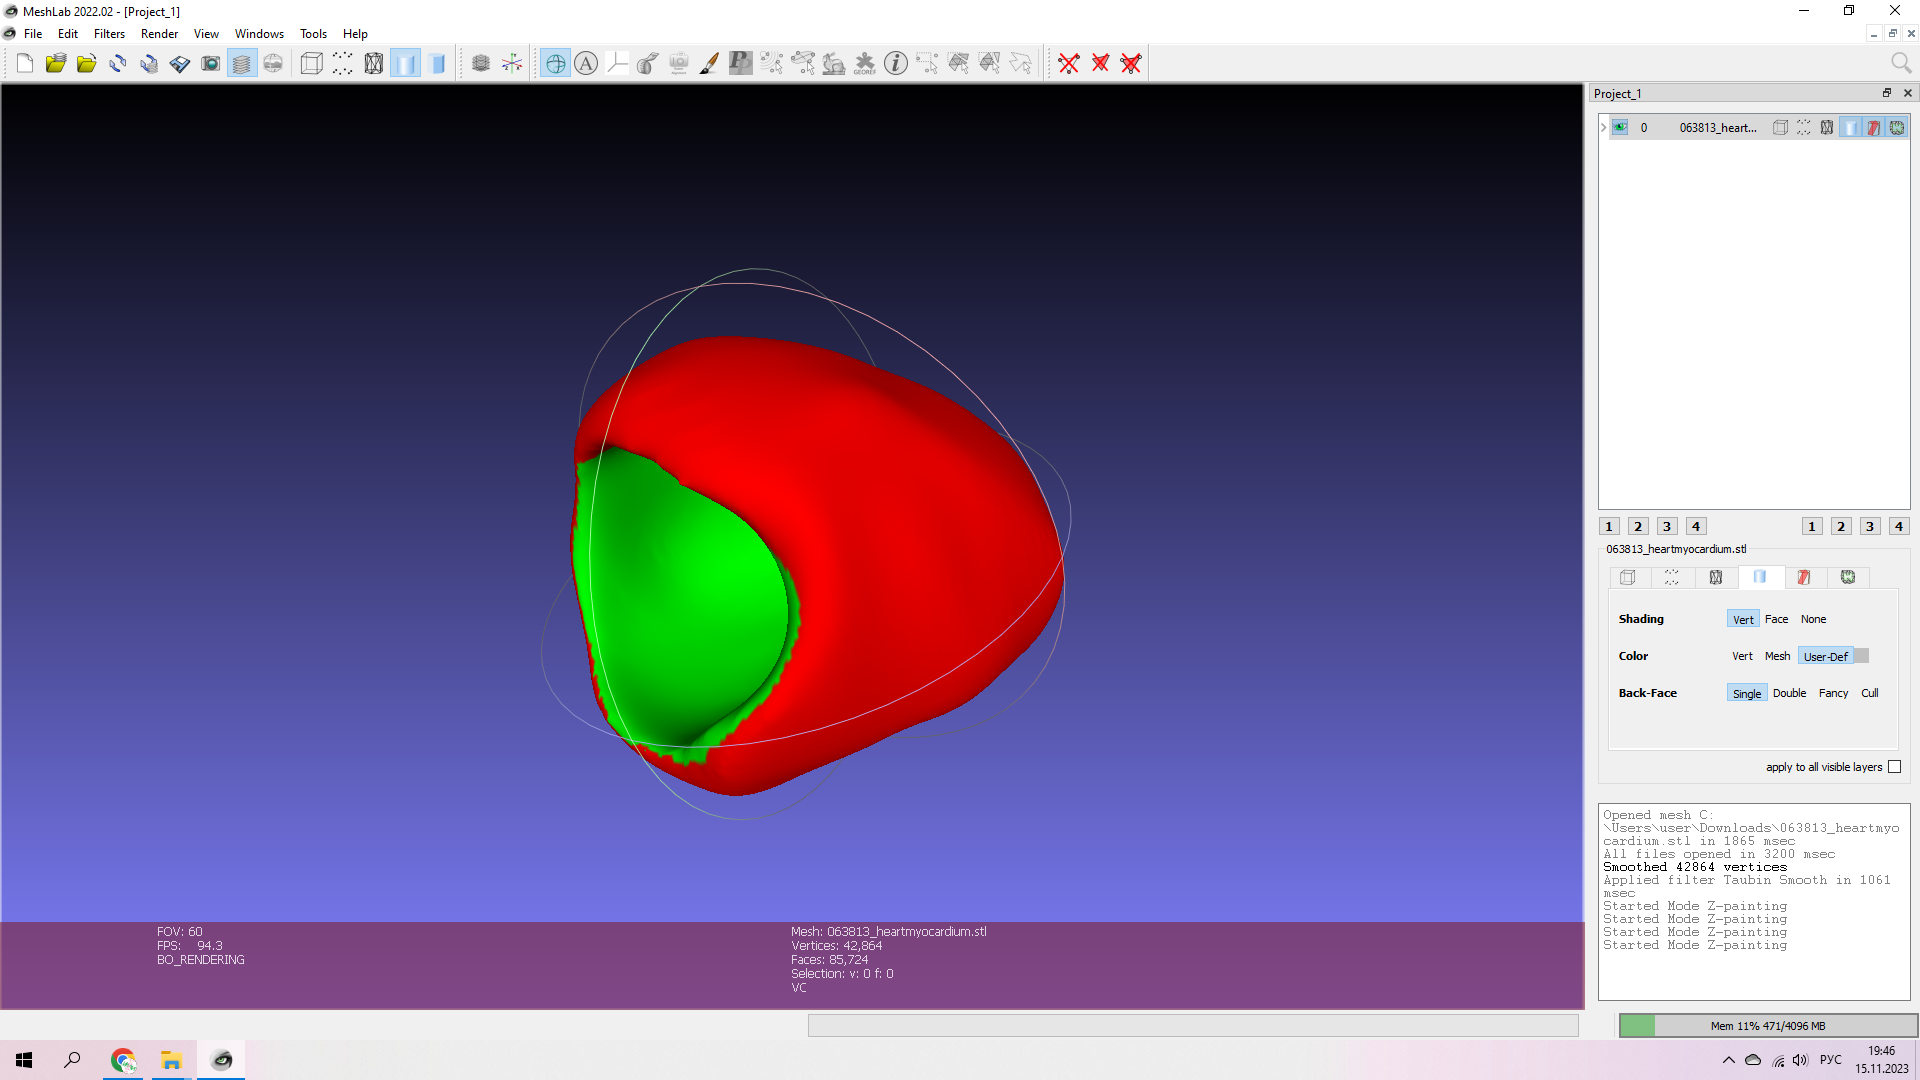 MeshLab 2022.02 - [Project_1]
File Edit Filters Render View Windows Tools Help
A
GEOREF
Project_1
0 063813_heart...
1 2 3 4 1 2 3 4
063813_heartmyocardium.stl
Shading Vert Face None
Color Vert Mesh User-Def
Back-Face Single Double Fancy Cull
apply to all visible layers
Opened mesh C:
\Users\user\Downloads\063813_heartmyo
cardium.stl in 1865 msec
All files opened in 3200 msec
Smoothed 42864 vertices
Applied filter Taubin Smooth in 1061
msec
Started Mode Z-painting
Started Mode Z-painting
Started Mode Z-painting
Started Mode Z-painting
FOV: 60
FPS: 94.3
BO_RENDERING
Mesh: 063813_heartmyocardium.stl
Vertices: 42,864
Faces: 85,724
Selection: v: 0 f: 0
VC
Mem 11% 471/4096 MB
РУС
19:46
15.11.2023